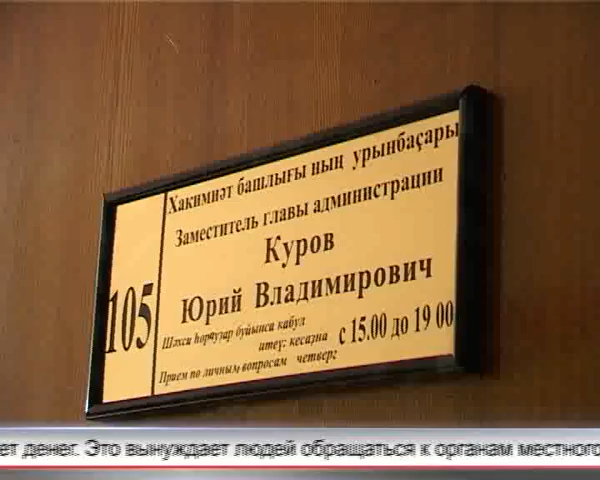 105
Хакимиәт башлығы ның урынбаҫары
Заместитель главы администрации
Куров
Юрий Владимирович
Шәхси һорауҙар буйынса кабул
итеү: кесаҙна с 15.00 до 19 00
Прием по личным вопросам четверг
ет денег. Это вынуждает людей обращаться к органам местного